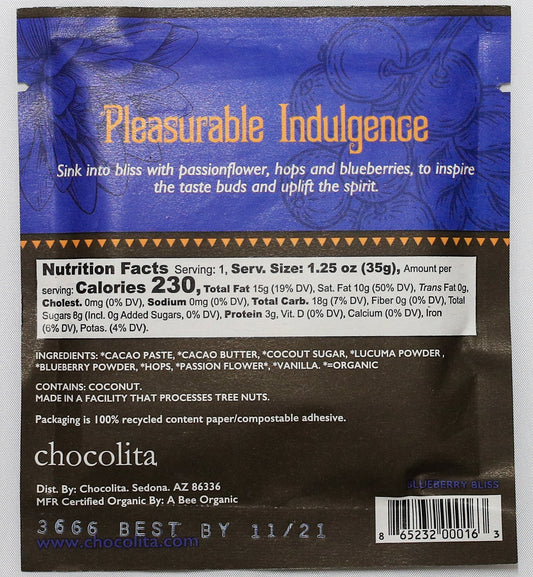 Pleasurable Indulgence
Sink into bliss with passionflower, hops and blueberries, to inspire
the taste buds and uplift the spirit.
Nutrition Facts Serving: 1, Serv. Size: 1.25 oz (35g), Amount per
serving: Calories 230, Total Fat 15g (19% DV), Sat. Fat 10g (50% DV), Trans Fat 0g,
Cholest. 0mg (0% DV), Sodium 0mg (0% DV), Total Carb. 18g (7% DV), Fiber 0g (0% DV), Total
Sugars 8g (Incl. 0g Added Sugars, 0% DV), Protein 3g, Vit. D (0% DV), Calcium (0% DV), Iron
(6% DV), Potas. (4% DV).
INGREDIENTS: *CACAO PASTE, *CACAO BUTTER, *COCOUT SUGAR, *LUCUMA POWDER,
*BLUEBERRY POWDER, *HOPS, *PASSION FLOWER*, *VANILLA. *=ORGANIC
CONTAINS: COCONUT.
MADE IN A FACILITY THAT PROCESSES TREE NUTS.
Packaging is 100% recycled content paper/compostable adhesive.
chocolita
Dist. By: Chocolita. Sedona. AZ 86336
MFR Certified Organic By: A Bee Organic
BLUEBERRY BLISS
3666 BEST BY 11/21
www.chocolita.com
8 65232 00016 3